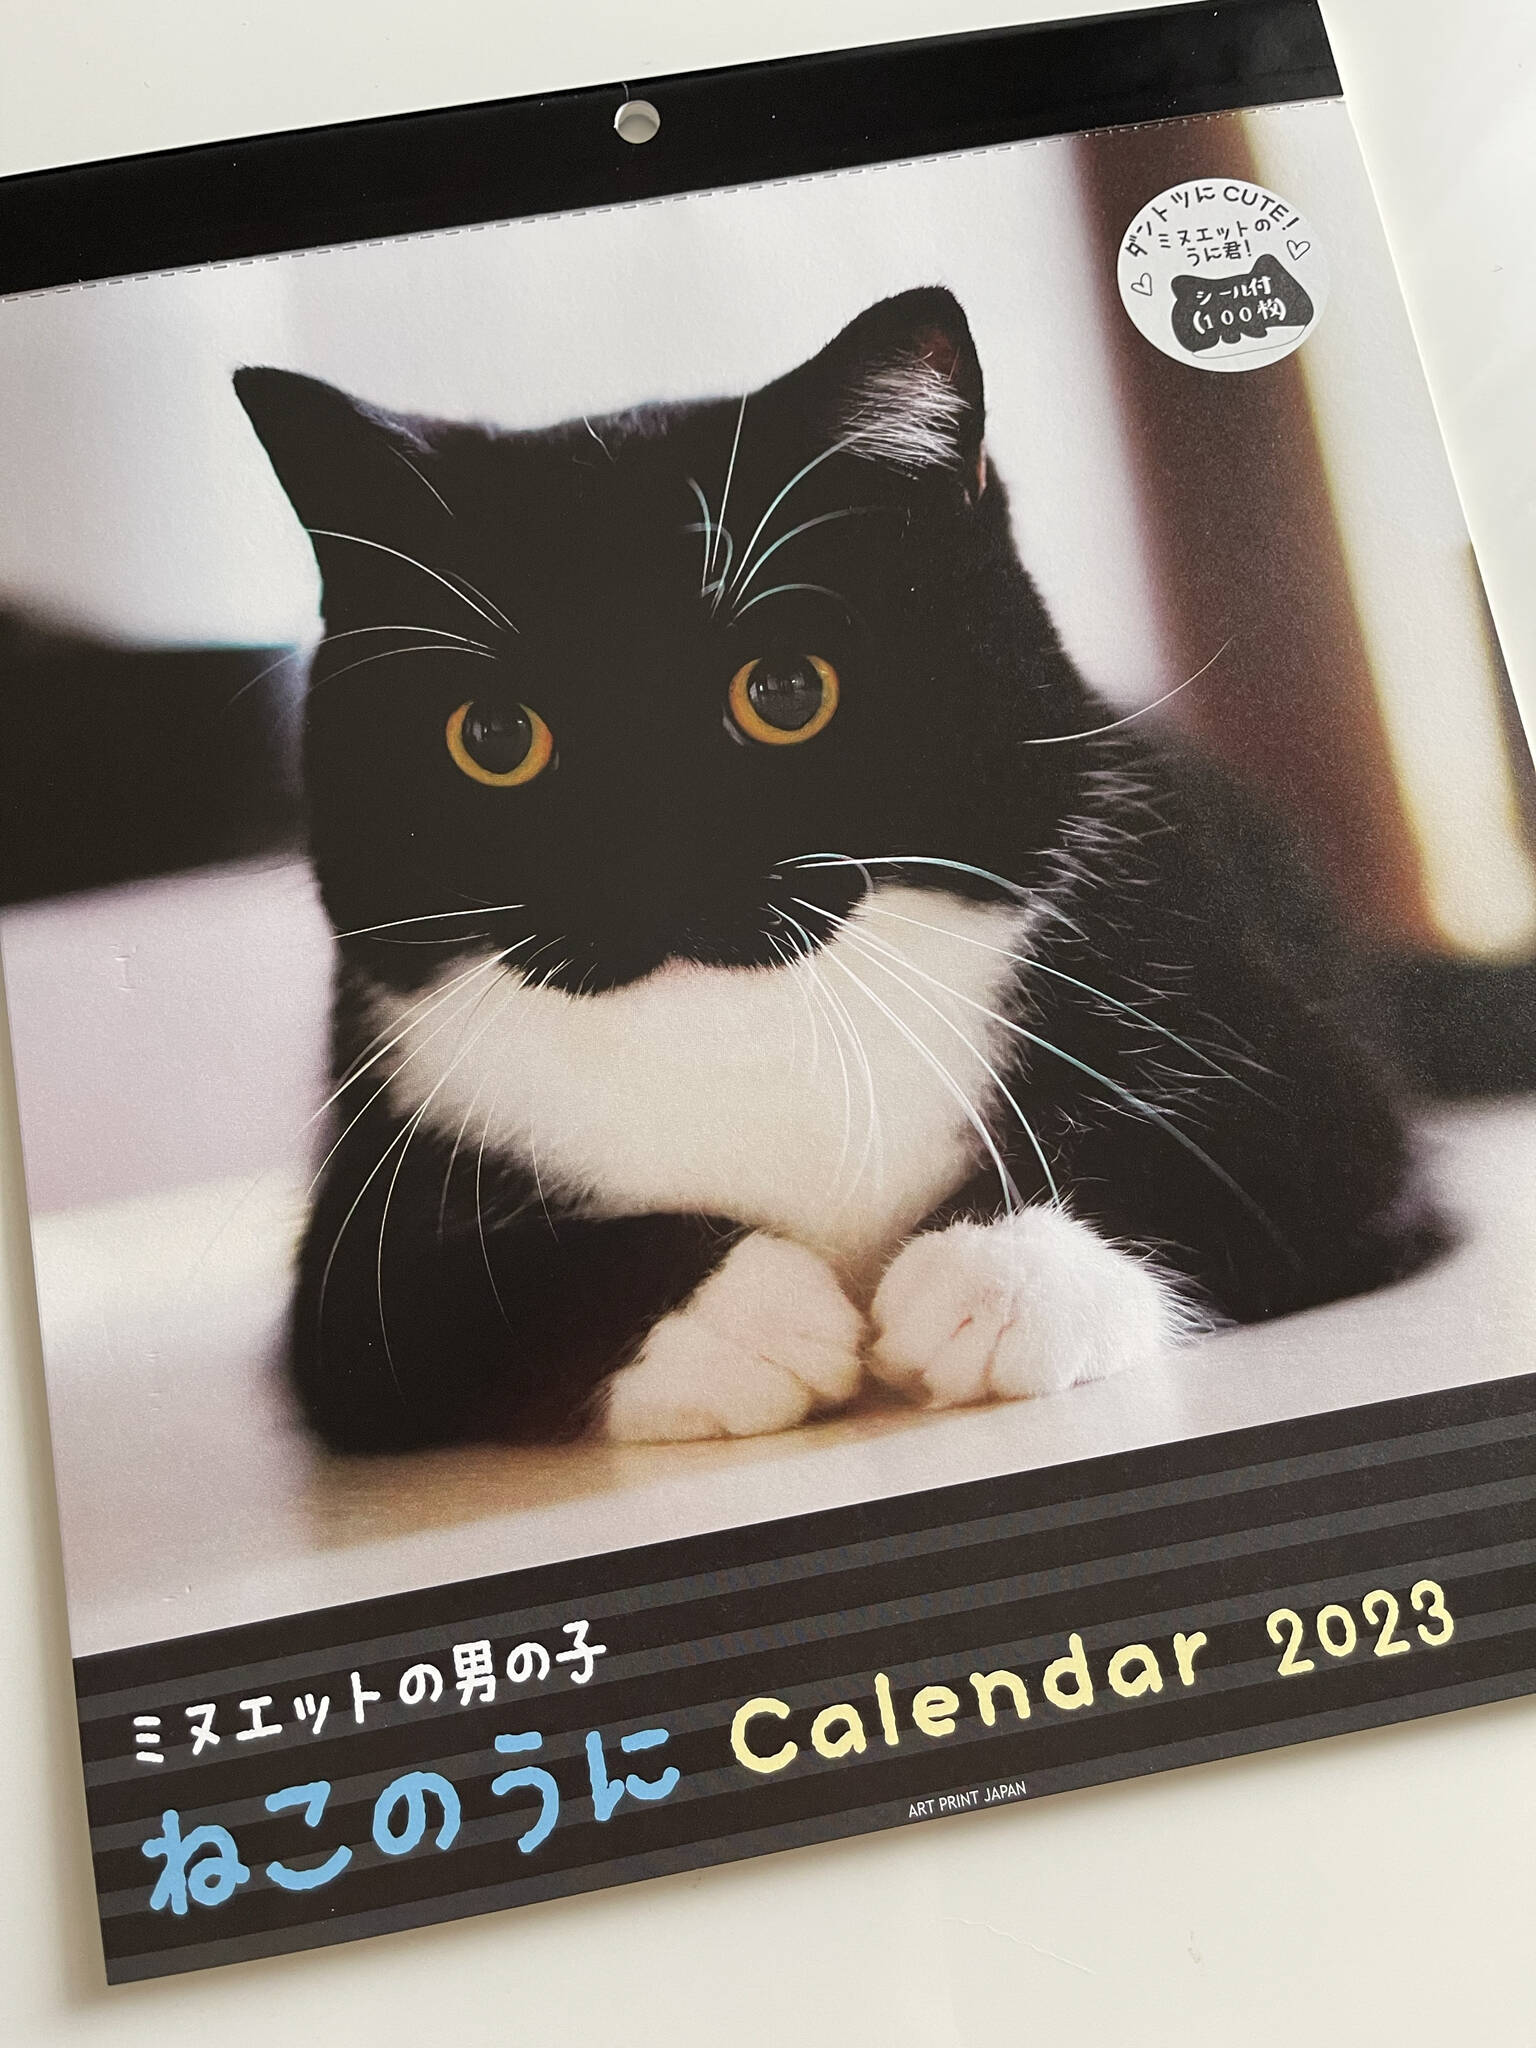 ダントツにCUTE!
ミヌエットの
うに君!
シール付
(100枚)
ミヌエットの男の子
ねこのうに Calendar 2023
ART PRINT JAPAN